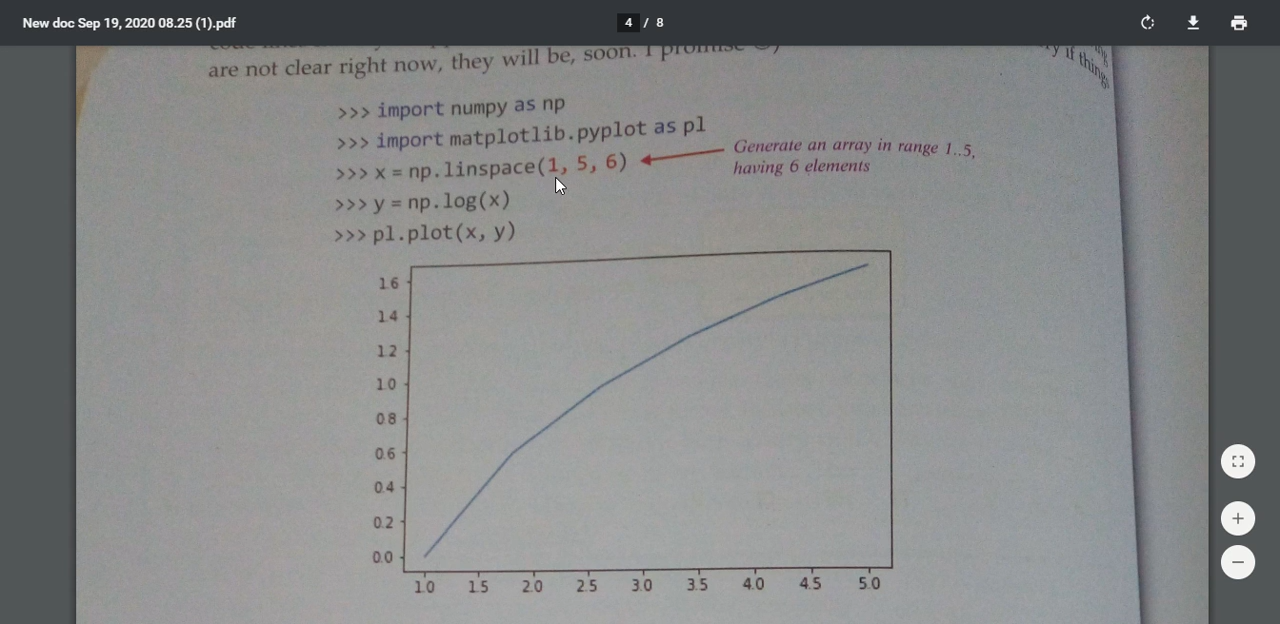 New doc Sep 19, 2020 08.25 (1).pdf
4 / 8
are not clear right now, they will be, soon. I promise
y if things
>>> import numpy as np
>>> import matplotlib.pyplot as pl
>>> x = np.linspace(1, 5, 6)
Generate an array in range 1..5,
having 6 elements
>>> y = np.log(x)
>>> pl.plot(x, y)
1.6
1.4
1.2
1.0
0.8
0.6
0.4
0.2
0.0
1.0 1.5 2.0 2.5 3.0 3.5 4.0 4.5 5.0